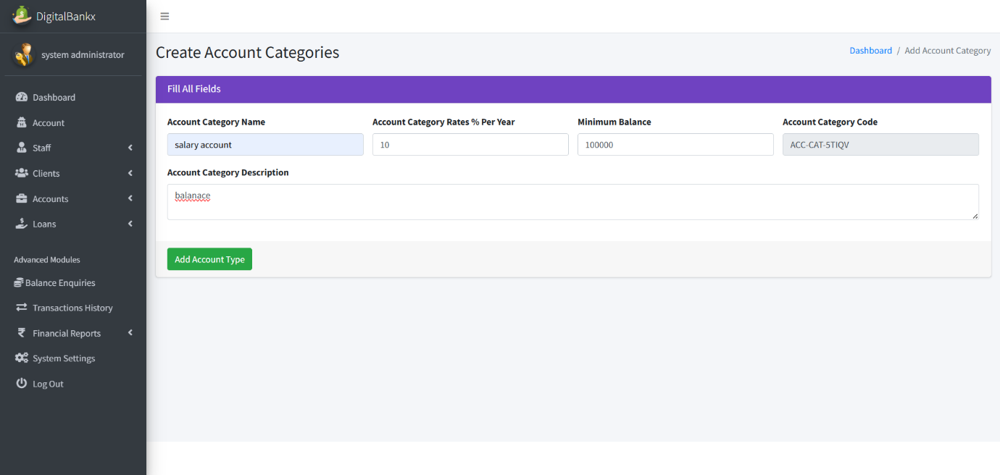 DigitalBankx
system administrator
Dashboard
Account
Staff
Clients
Accounts
Loans
Advanced Modules
Balance Enquiries
Transactions History
Financial Reports
System Settings
Log Out
Create Account Categories
Dashboard / Add Account Category
Fill All Fields
Account Category Name
salary account
Account Category Rates % Per Year
10
Minimum Balance
100000
Account Category Code
ACC-CAT-5TIQV
Account Category Description
balanace
Add Account Type